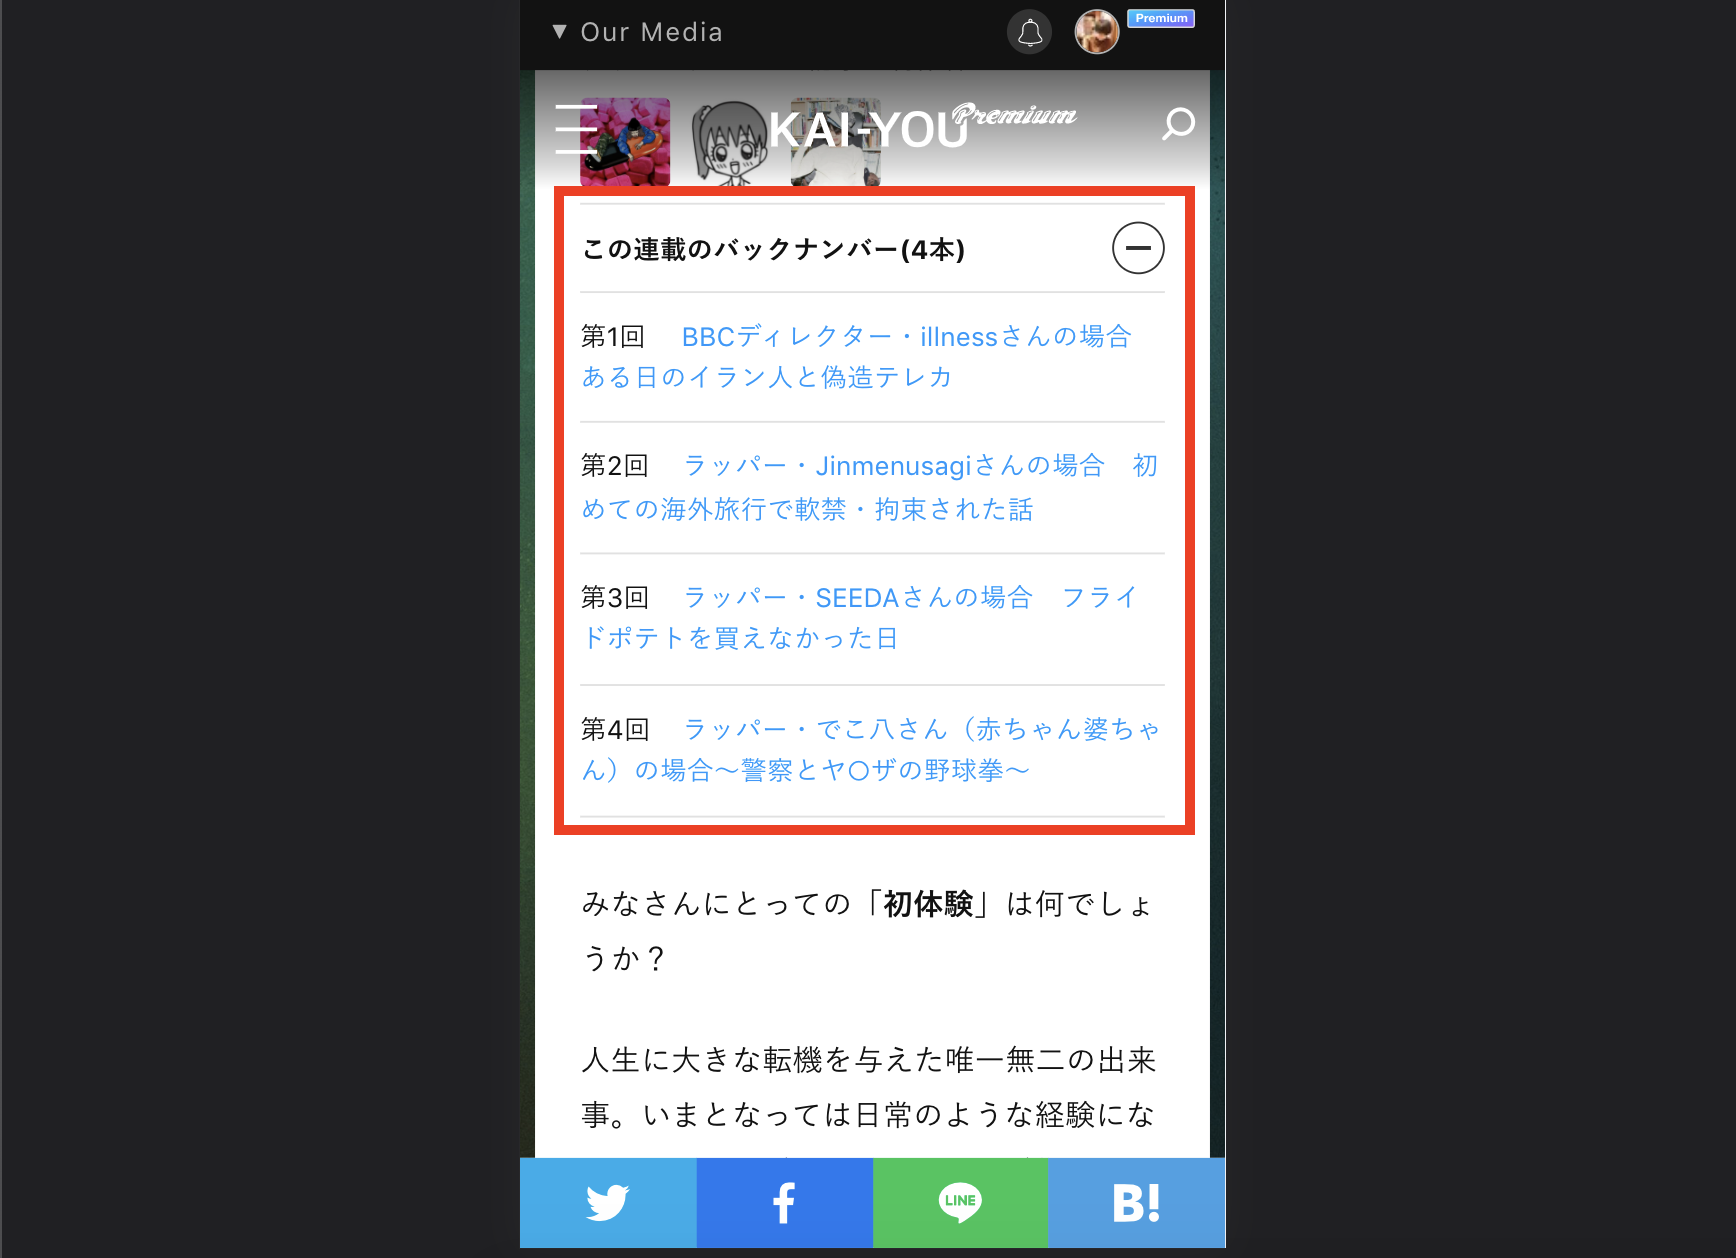 ▼ Our Media
Premium
KAI-YOU Premium
この連載のバックナンバー(4本)
第1回 BBCディレクター・illnessさんの場合
ある日のイラン人と偽造テレカ
第2回 ラッパー・Jinmenusagiさんの場合 初
めての海外旅行で軟禁・拘束された話
第3回 ラッパー・SEEDAさんの場合 フライ
ドポテトを買えなかった日
第4回 ラッパー・でこ八さん（赤ちゃん婆ちゃ
ん）の場合〜警察とヤ〇ザの野球拳〜
みなさんにとっての「初体験」は何でしょ
うか？
人生に大きな転機を与えた唯一無二の出来
事。いまとなっては日常のような経験にな
LINE
B!